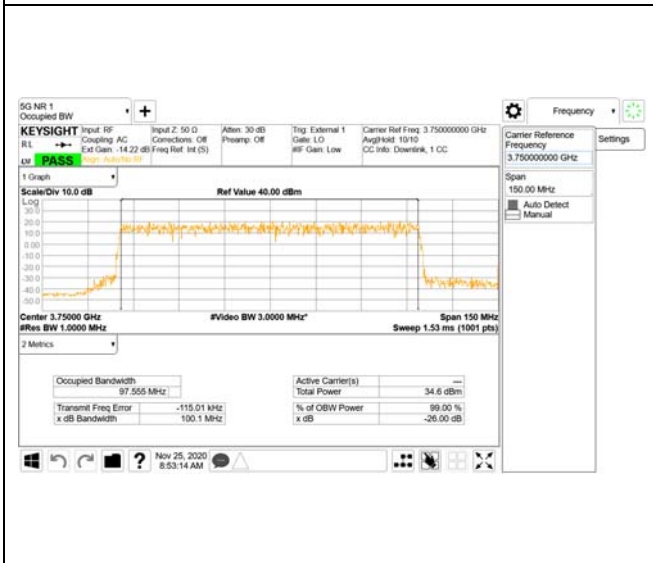 5G NR 1
Occupied BW
Frequency
KEYSIGHT
RL
PASS
Input: RF
Coupling: AC
Ext Gain: -14.22 dB
Align: Auto/No RF
Input Z: 50 Ω
Corrections: Off
Freq Ref: Int (S)
Atten: 30 dB
Preamp: Off
Trig: External 1
Gate: LO
#IF Gain: Low
Carrier Ref Freq: 3.750000000 GHz
Avg|Hold: 10/10
CC Info: Downlink, 1 CC
Carrier Reference
Frequency
3.750000000 GHz
Settings
Span
150.00 MHz
Auto Detect
Manual
1 Graph
Scale/Div 10.0 dB
Ref Value 40.00 dBm
Log
30.0
20.0
10.0
0.00
-10.0
-20.0
-30.0
-40.0
-50.0
Center 3.75000 GHz
#Video BW 3.0000 MHz*
Span 150 MHz
#Res BW 1.0000 MHz
Sweep 1.53 ms (1001 pts)
2 Metrics
Occupied Bandwidth
97.555 MHz
Active Carrier(s) ---
Total Power 34.6 dBm
Transmit Freq Error -115.01 kHz
x dB Bandwidth 100.1 MHz
% of OBW Power 99.00 %
x dB -26.00 dB
Nov 25, 2020
8:53:14 AM